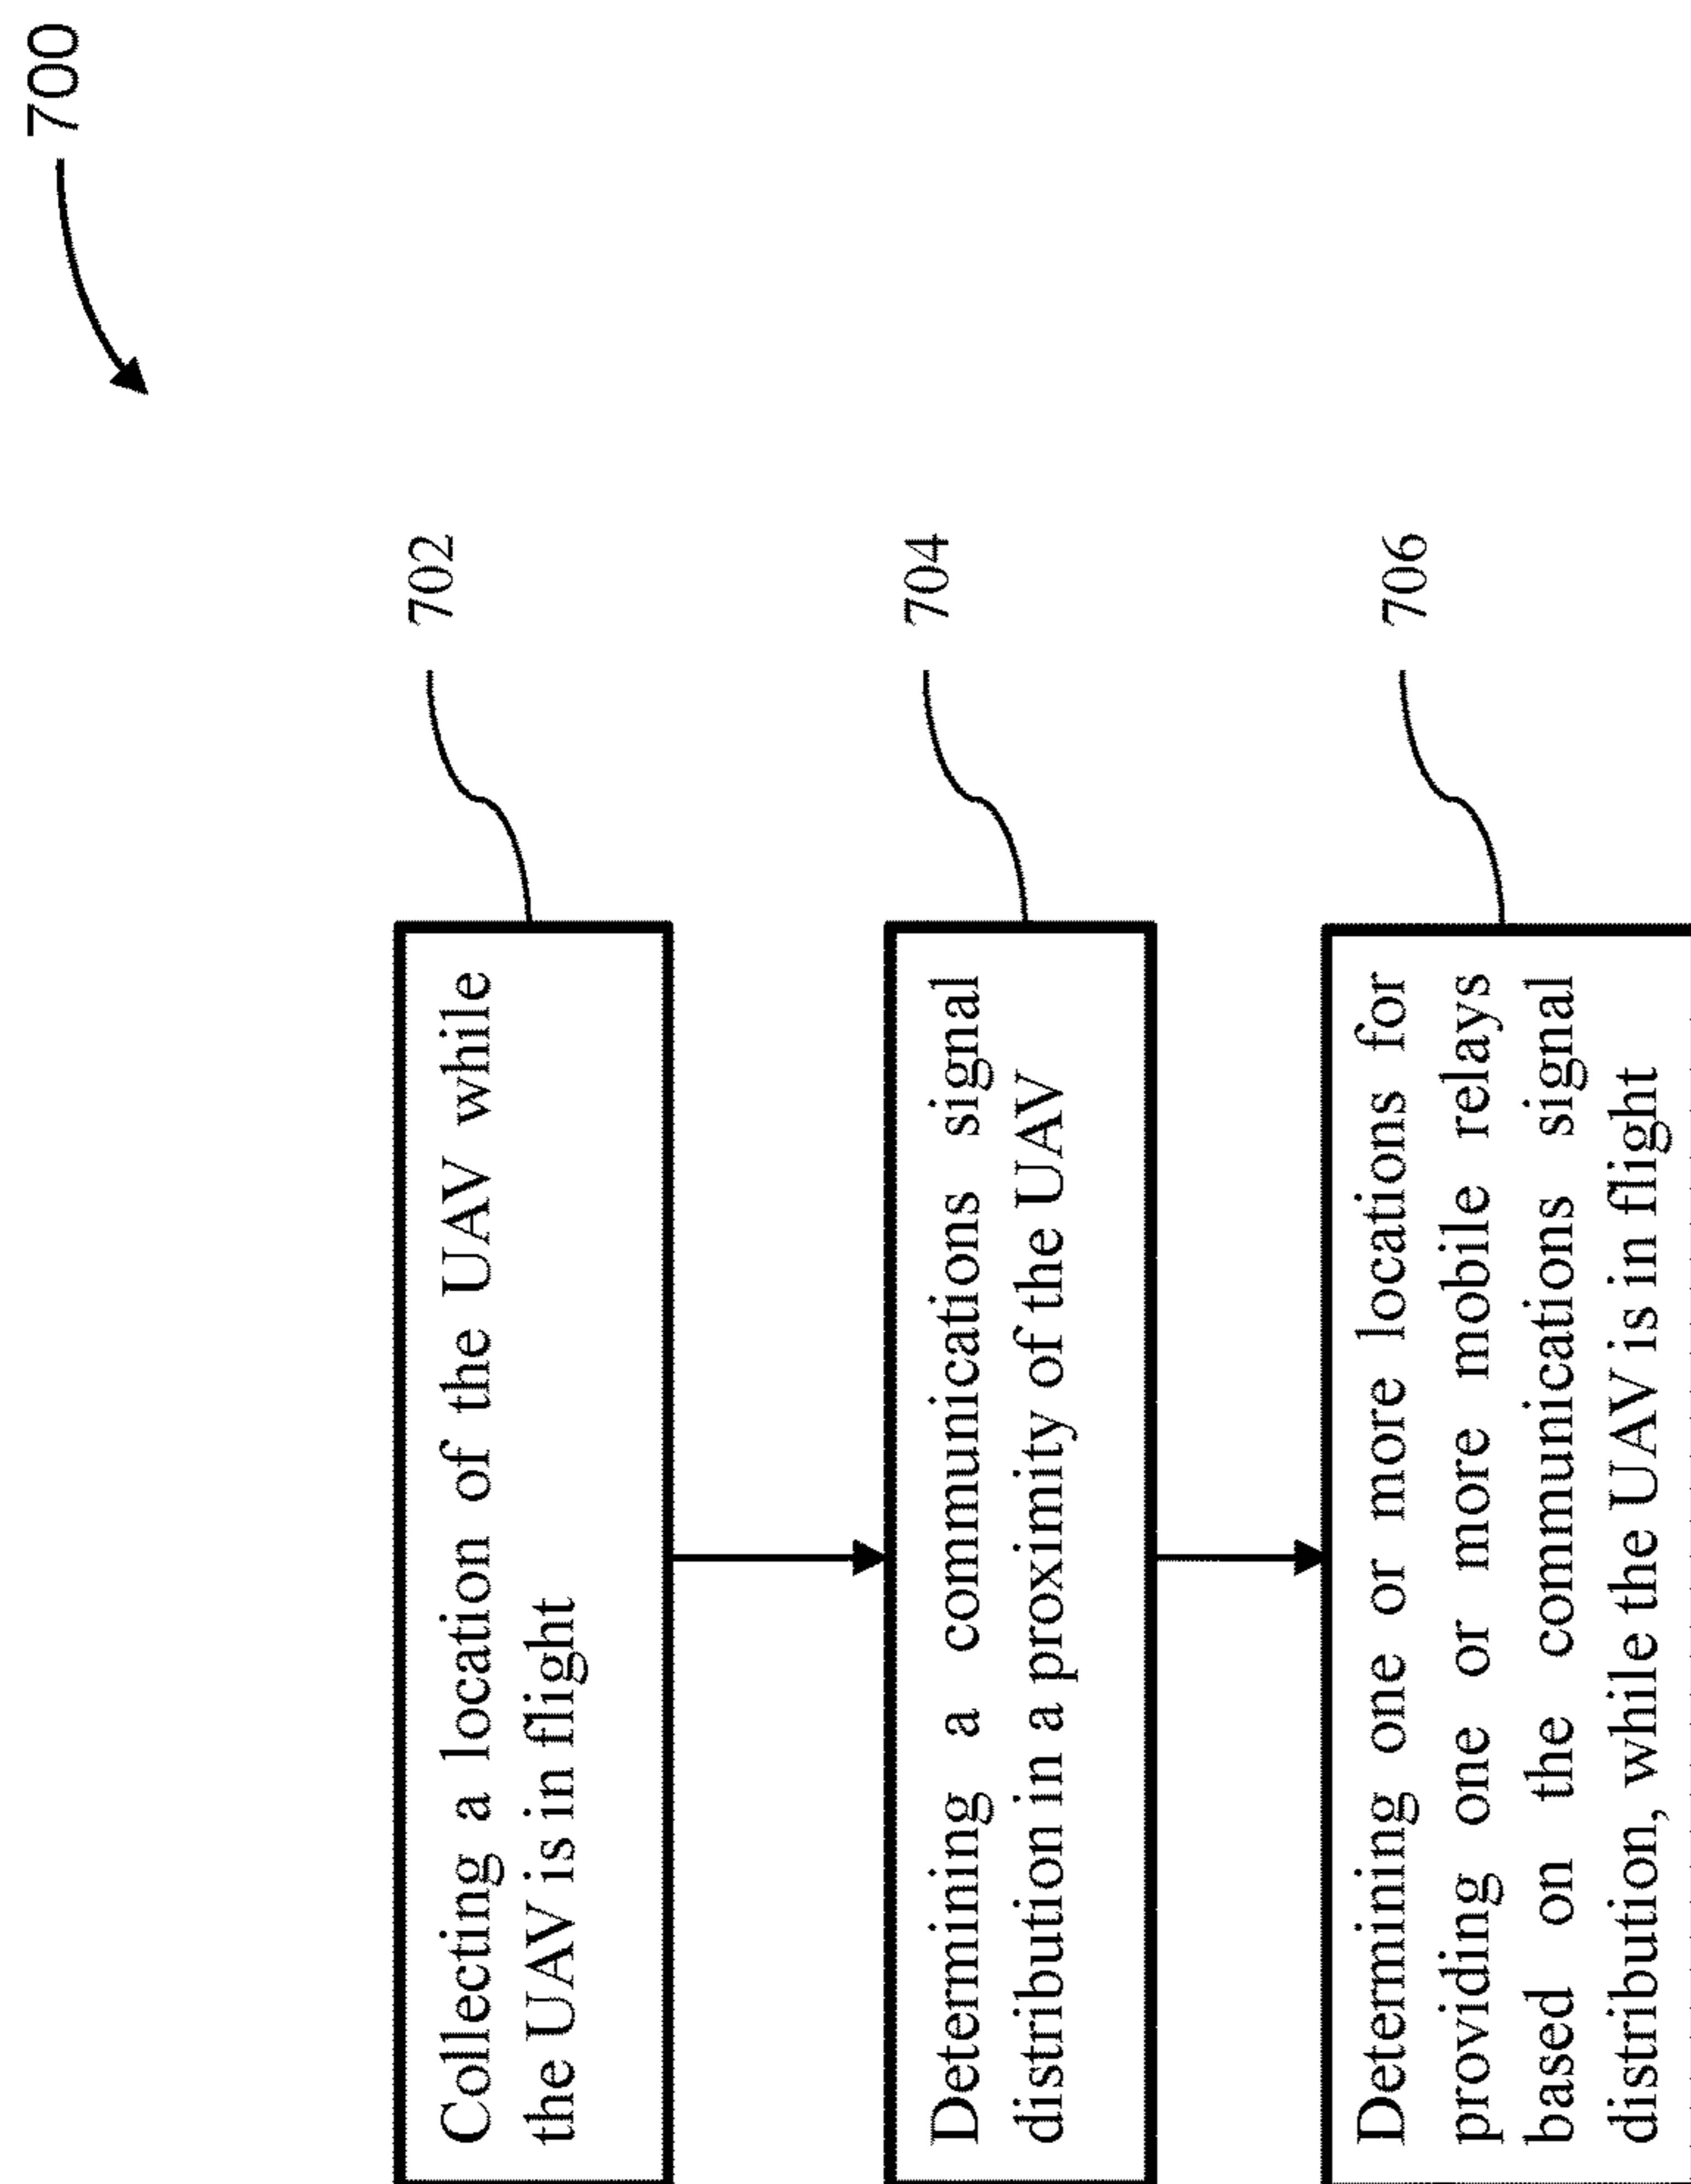 700
702
Collecting a location of the UAV while
the UAV is in flight
704
Determining a communications signal
distribution in a proximity of the UAV
706
Determining one or more locations for
providing one or more mobile relays
based on the communications signal
distribution, while the UAV is in flight